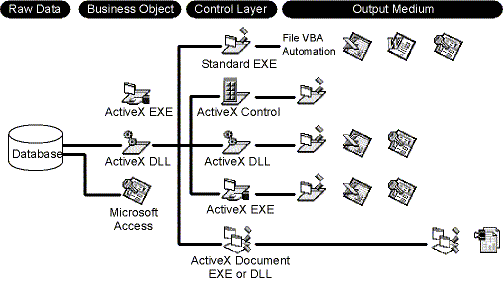 Raw Data
Business Object
Control Layer
Output Medium
Standard EXE
File VBA
Automation
ActiveX EXE
ActiveX Control
Database
ActiveX DLL
ActiveX DLL
Microsoft
Access
ActiveX EXE
ActiveX Document
EXE or DLL